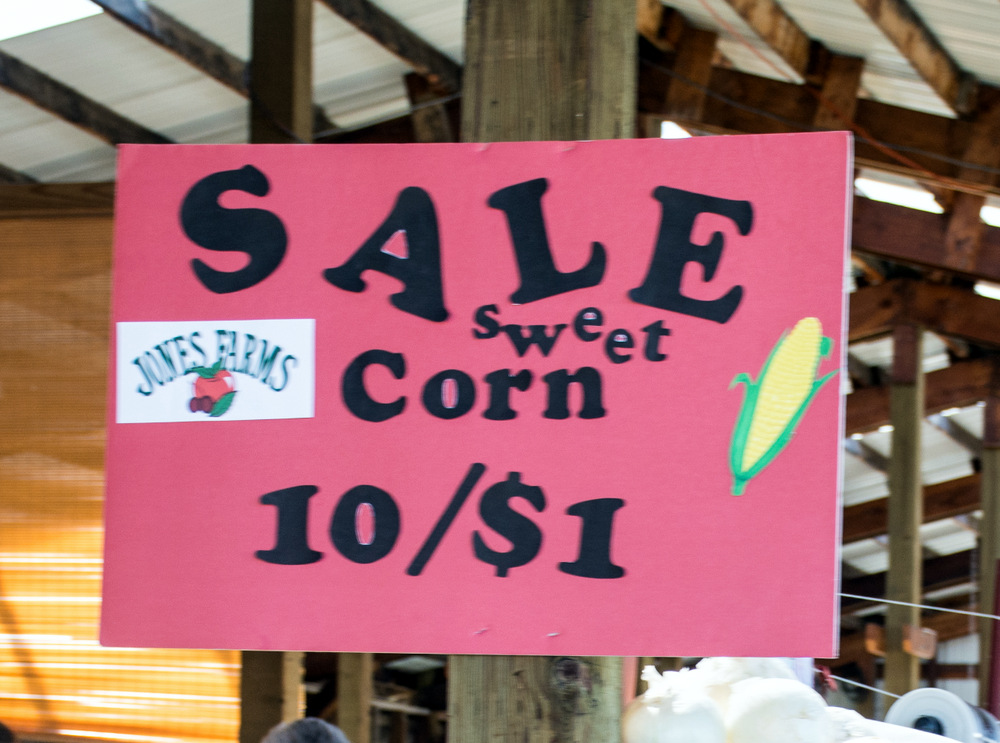 SALE
sweet
JONES FARMS
Corn
10/$1